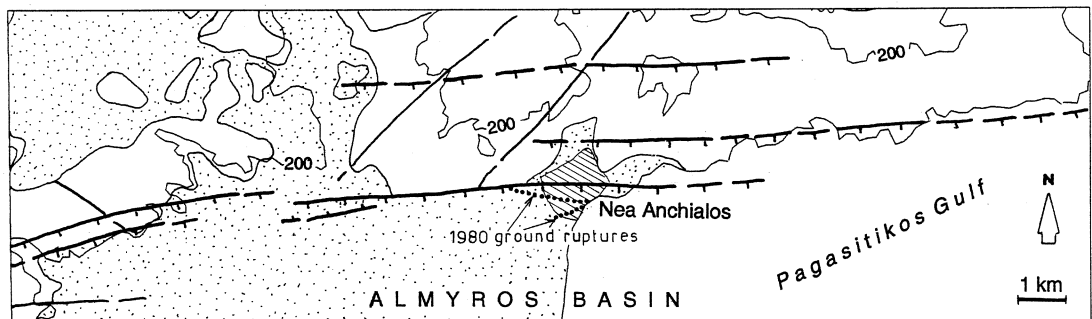 200
200
200
N
Nea Anchialos
1980 ground ruptures
Pagasitikos Gulf
1 km
ALMYROS BASIN